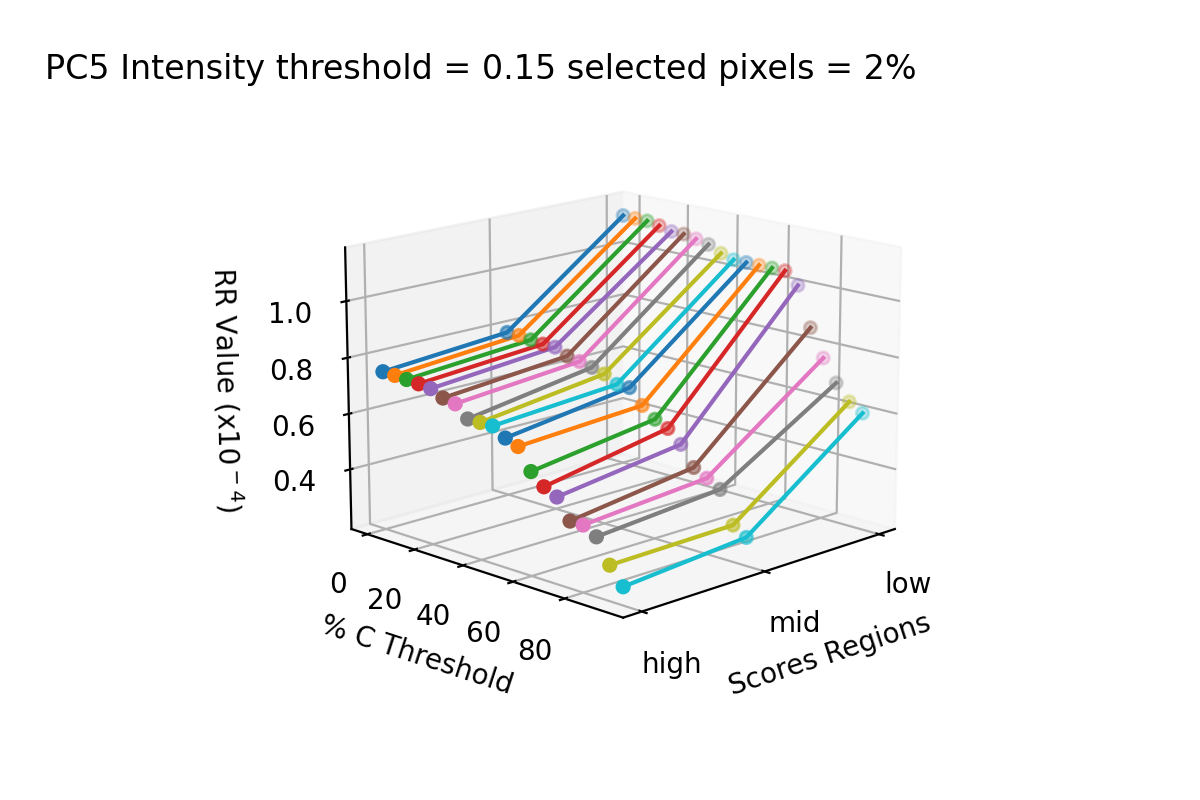 PC5 Intensity threshold = 0.15 selected pixels = 2%
RR Value (x10⁻⁴)
1.0
0.8
0.6
0.4
0
20
40
60
80
% C Threshold
high
mid
low
Scores Regions